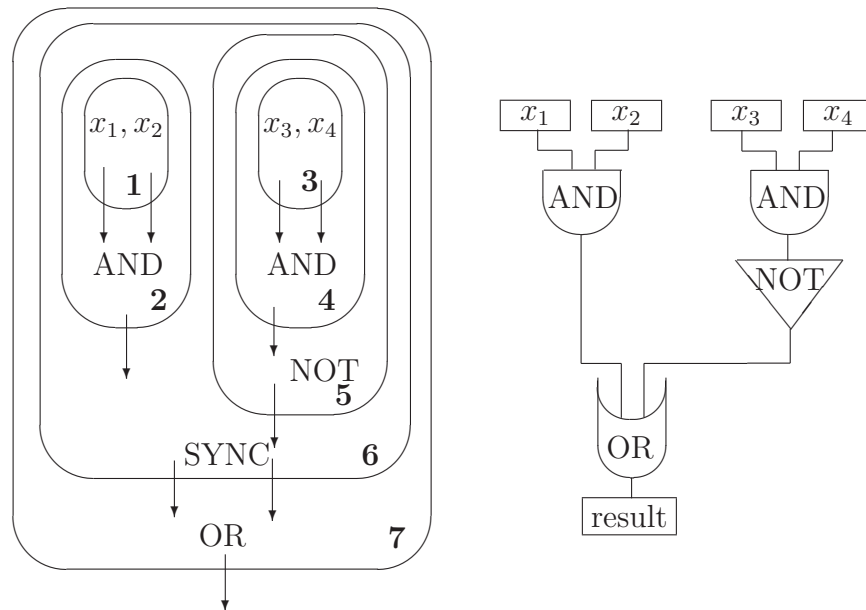 x₁, x₂
1
AND
2
x₃, x₄
3
AND
4
NOT
5
SYNC
6
OR
7
x₁ x₂ x₃ x₄
AND AND
NOT
OR
result